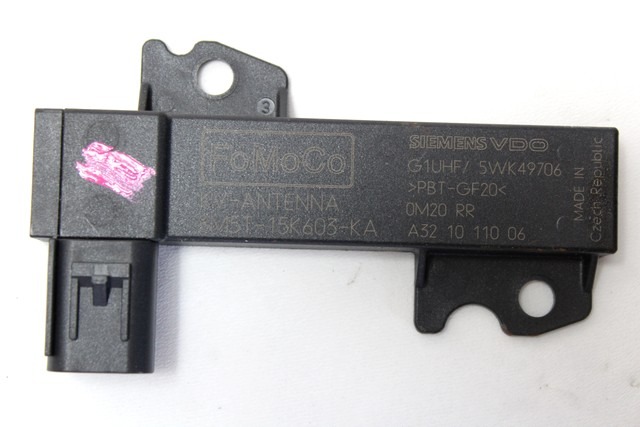 FoMoCo
ANTENNA
15K603-KA
SIEMENS VDO
G1UHF/ 5WK49706
>PBT-GF20<
0M20 RR
A32 10 110 06
MADE IN
Czech Republic
3